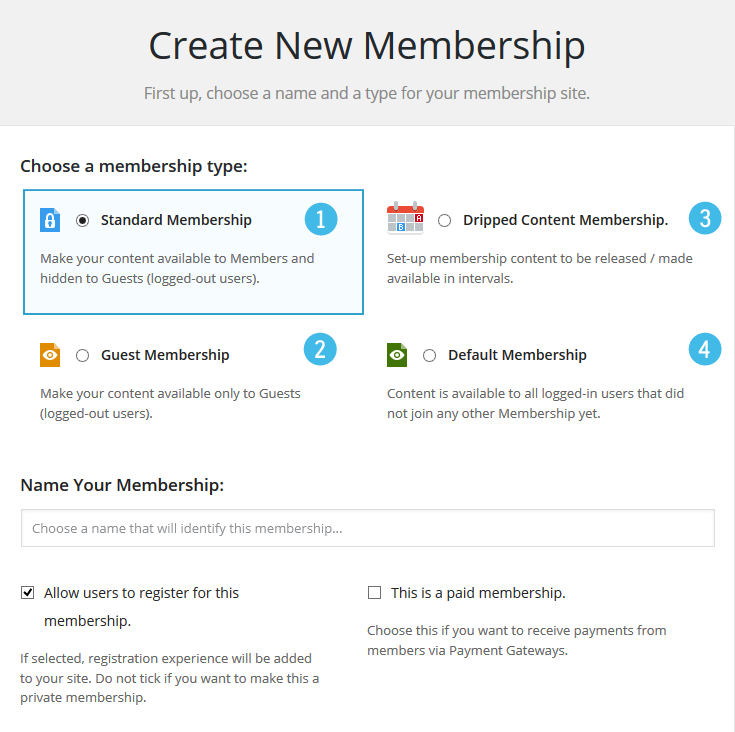 Create New Membership
First up, choose a name and a type for your membership site.
Choose a membership type:
Standard Membership
1
Make your content available to Members and
hidden to Guests (logged-out users).
A
B
Dripped Content Membership.
3
Set-up membership content to be released / made
available in intervals.
Guest Membership
2
Make your content available only to Guests
(logged-out users).
Default Membership
4
Content is available to all logged-in users that did
not join any other Membership yet.
Name Your Membership:
Choose a name that will identify this membership...
Allow users to register for this
membership.
If selected, registration experience will be added
to your site. Do not tick if you want to make this a
private membership.
This is a paid membership.
Choose this if you want to receive payments from
members via Payment Gateways.